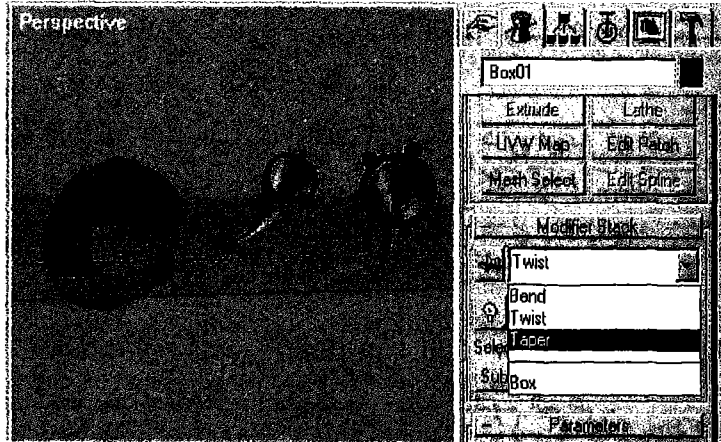 Perspective
Box01
Extrude Lathe
UVW Map Edit Patch
Mesh Select Edit Spline
Modifier Stack
Twist
Bend
Twist
Taper
Box
Parameters